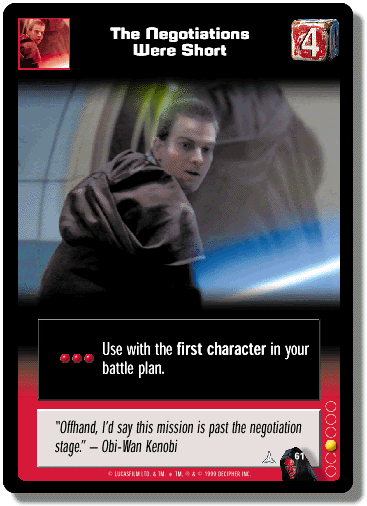 The Negotiations
Were Short
4
Use with the first character in your
battle plan.
"Offhand, I'd say this mission is past the negotiation
stage." – Obi-Wan Kenobi
61
© LUCASFILM LTD. & TM, ® TM, ® & © 1999 DECIPHER INC.